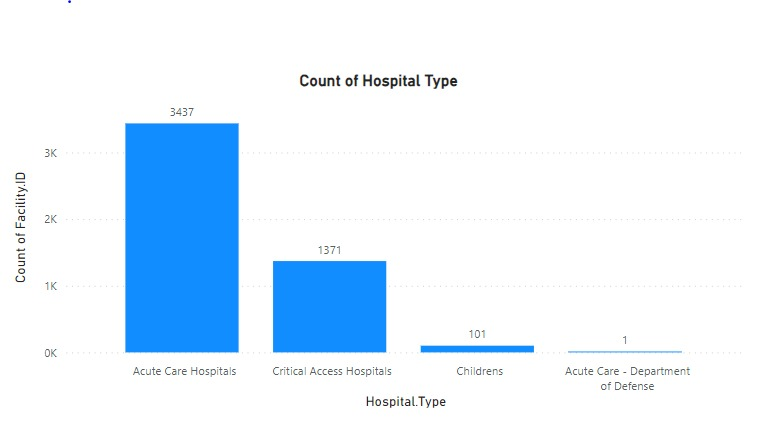 Count of Hospital Type
3437
3K
2K
1371
1K
101
1
0K
Count of Facility.ID
Acute Care Hospitals
Critical Access Hospitals
Childrens
Acute Care - Department
of Defense
Hospital.Type